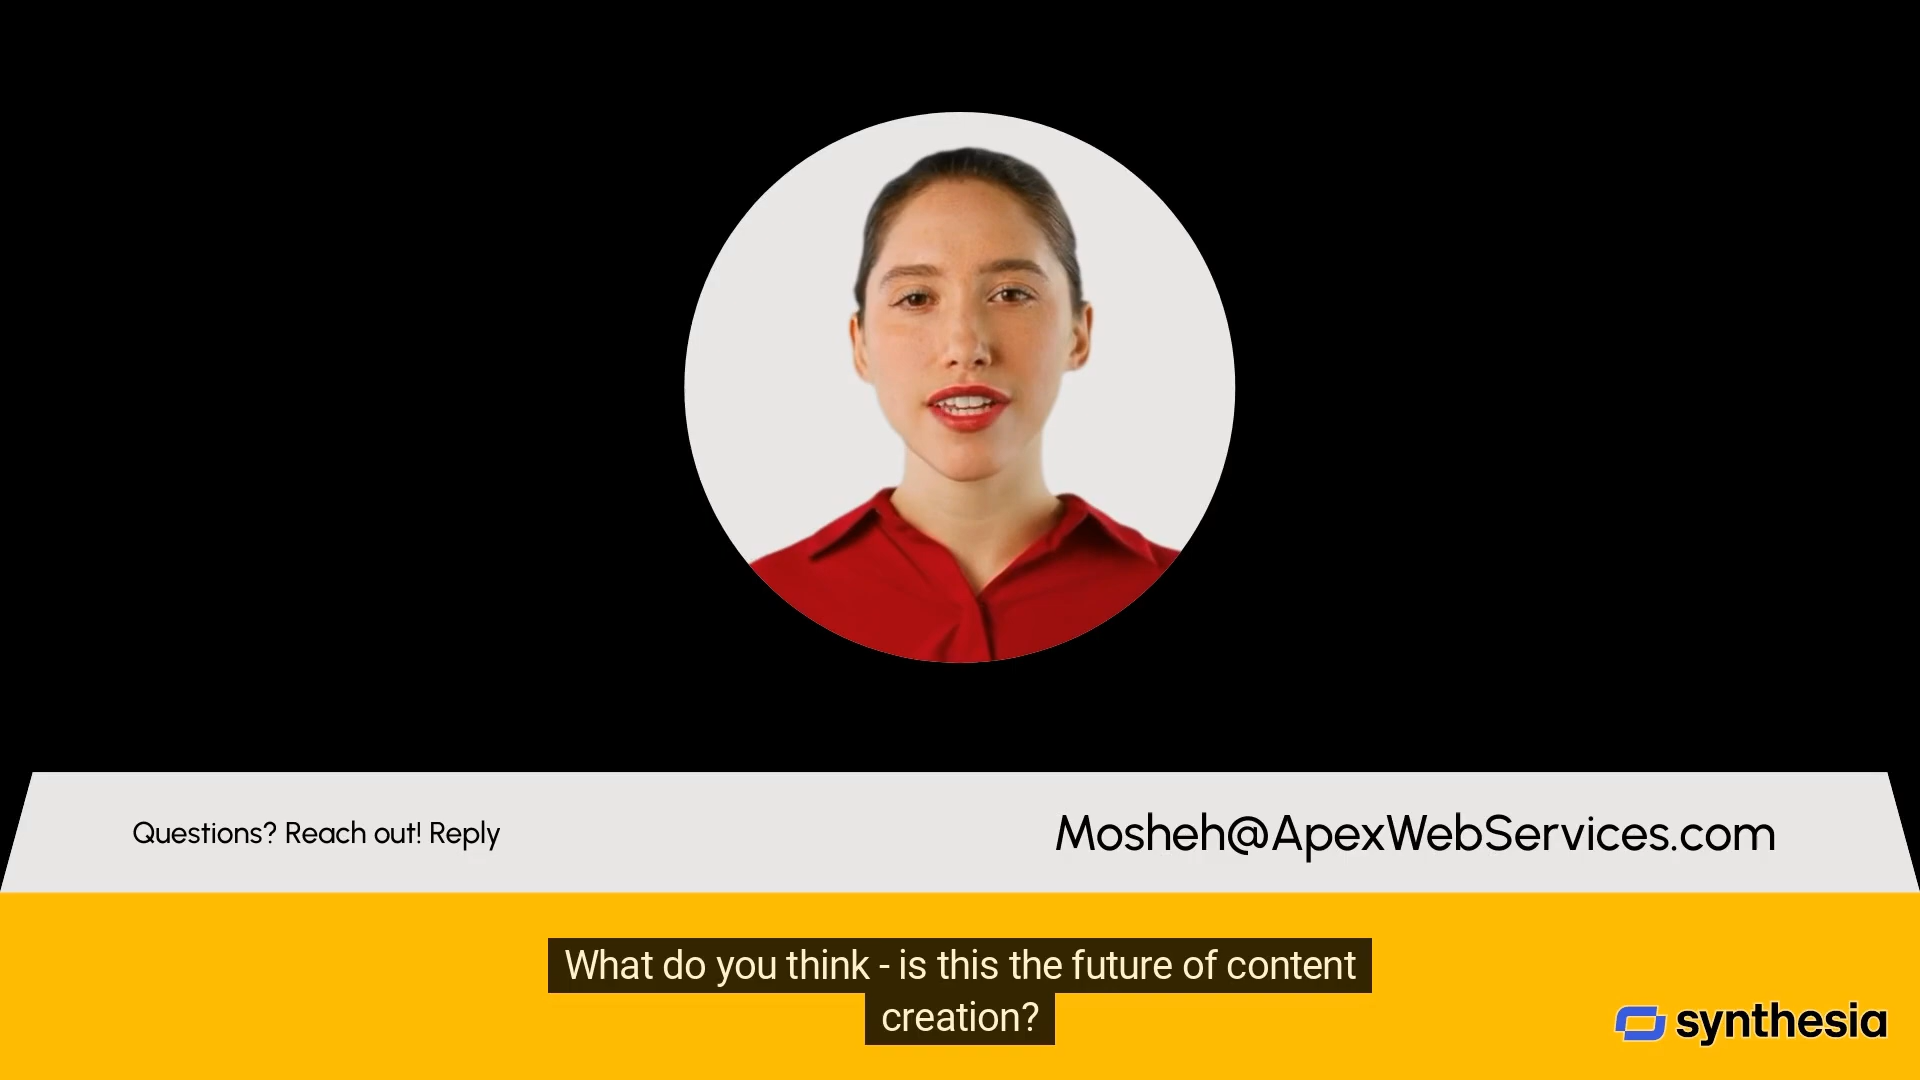 Questions? Reach out! Reply
Mosheh@ApexWebServices.com
What do you think - is this the future of content
creation?
synthesia